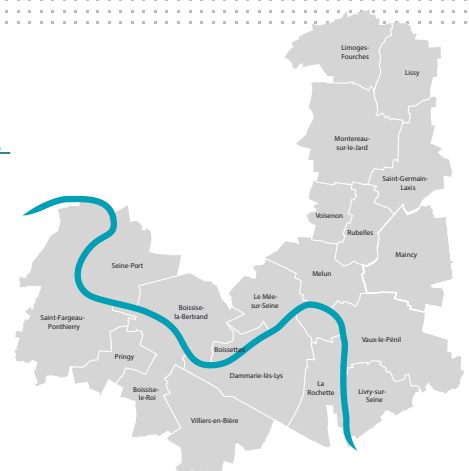 Limoges-
Fourches
Lissy
Montereau-
sur-le-Jard
Saint-Germain-
Laxis
Voisenon
Rubelles
Maincy
Seine-Port
Melun
Le Mée-
sur-Seine
Boissise-
la-Bertrand
Saint-Fargeau-
Ponthierry
Vaux-le-Pénil
Boissettes
Pringy
Dammarie-lès-Lys
La
Rochette
Boissise-
le-Roi
Livry-sur-
Seine
Villiers-en-Bière